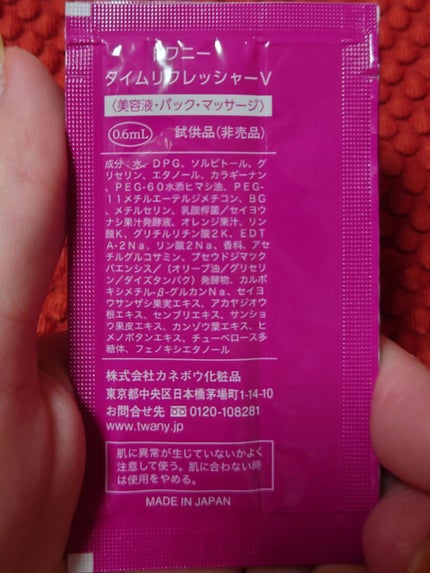 ワニー
タイムリフレッシャーV
〈美容液・パック・マッサージ〉
0.6mL 試供品(非売品)
成分:水、DPG、ソルビトール、グ
リセリン、エタノール、カラギーナン
、PEG-60水添ヒマシ油、PEG-
11メチルエーテルジメチコン、BG
、メチルセリン、乳酸桿菌/セイヨウ
ナシ果汁発酵液、オレンジ果汁、リン
酸K、グリチルリチン酸2K、EDT
A-2Na、リン酸2Na、香料、アセ
チルグルコサミン、プセウドジマック
バエンシス/(オリーブ油/グリセリ
ン/ダイズタンパク)発酵物、カルボ
キシメチル-β-グルカンNa、セイヨ
ウサンザシ果実エキス、アカヤジオウ
根エキス、センブリエキス、サンショ
ウ果皮エキス、カンゾウ葉エキス、ヒ
メノボタンエキス、チューベロース多
糖体、フェノキシエタノール
株式会社カネボウ化粧品
東京都中央区日本橋茅場町1-14-10
お問合せ先 0120-108281
www.twany.jp
肌に異常が生じていないかよく
注意して使う。肌に合わない時
は使用をやめる。
MADE IN JAPAN